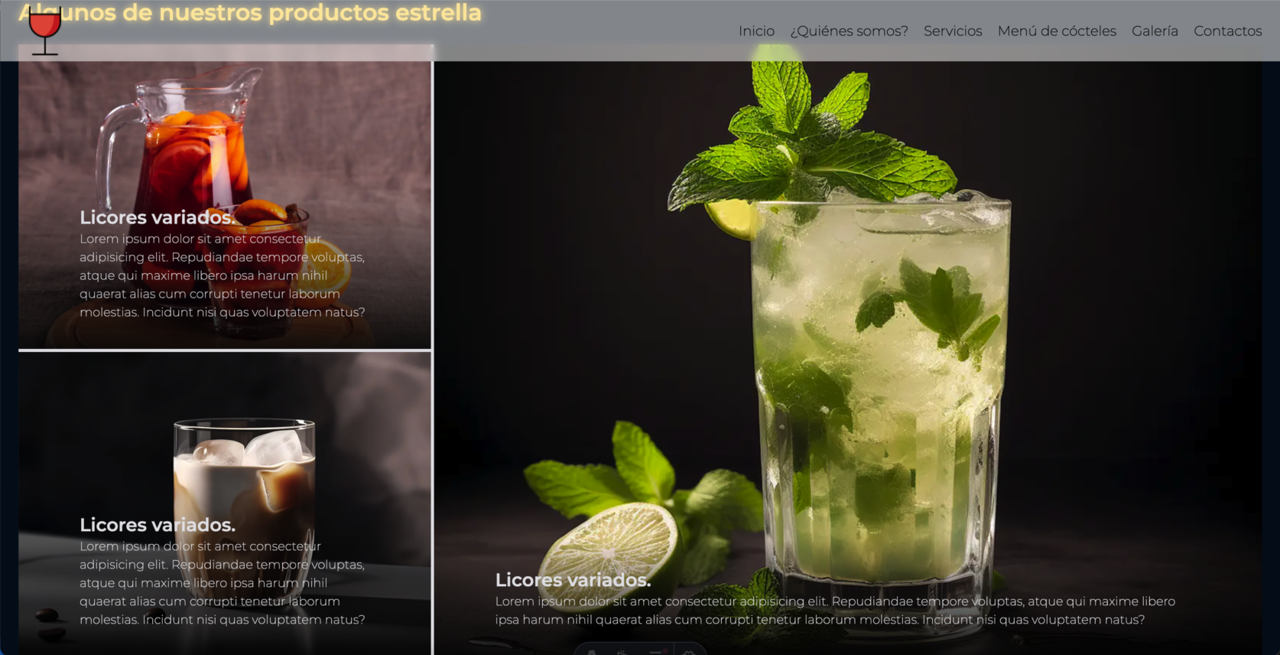 Algunos de nuestros productos estrella
Inicio ¿Quiénes somos? Servicios Menú de cócteles Galería Contactos
Licores variados.
Lorem ipsum dolor sit amet consectetur
adipisicing elit. Repudiandae tempore voluptas,
atque qui maxime libero ipsa harum nihil
quaerat alias cum corrupti tenetur laborum
molestias. Incidunt nisi quas voluptatem natus?
Licores variados.
Lorem ipsum dolor sit amet consectetur
adipisicing elit. Repudiandae tempore voluptas,
atque qui maxime libero ipsa harum nihil
quaerat alias cum corrupti tenetur laborum
molestias. Incidunt nisi quas voluptatem natus?
Licores variados.
Lorem ipsum dolor sit amet consectetur adipisicing elit. Repudiandae tempore voluptas, atque qui maxime libero
ipsa harum nihil quaerat alias cum corrupti tenetur laborum molestias. Incidunt nisi quas voluptatem natus?